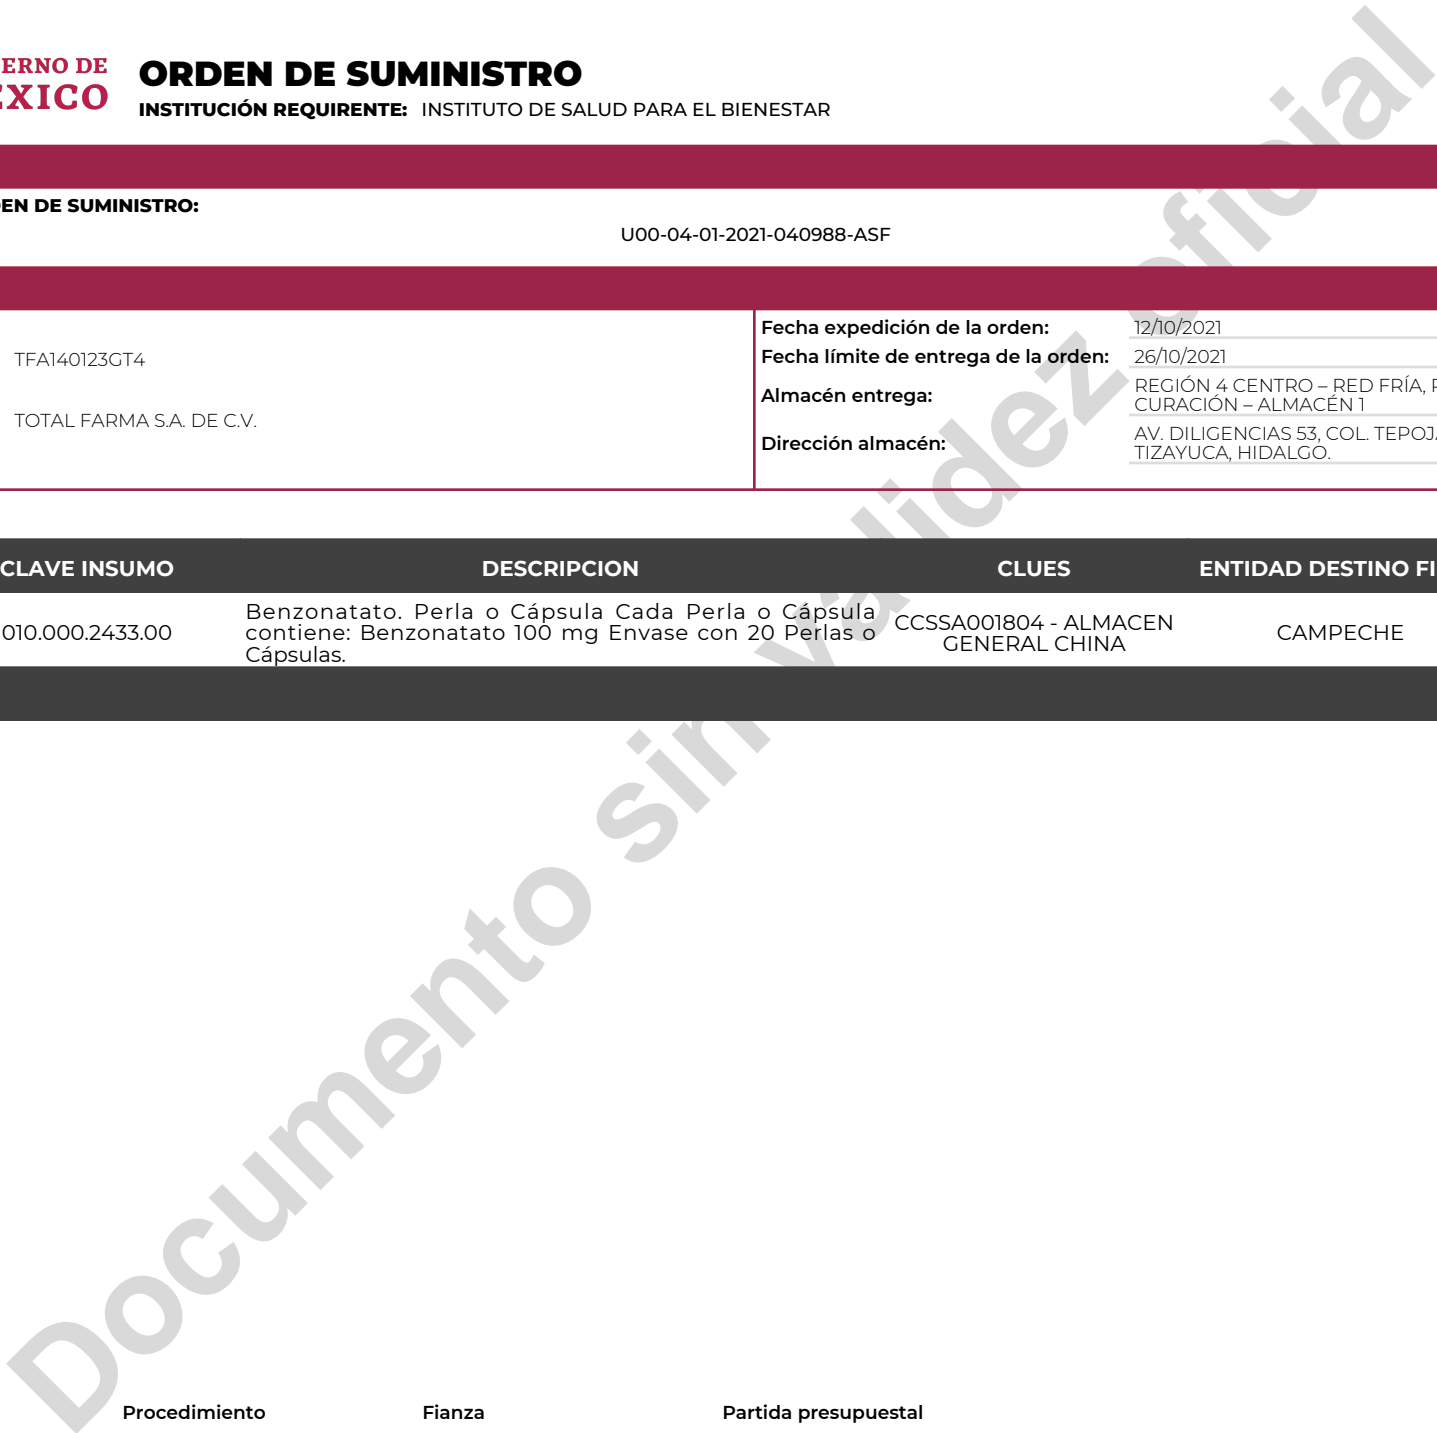 ERNO DE
ÉXICO
ORDEN DE SUMINISTRO
INSTITUCIÓN REQUIRENTE: INSTITUTO DE SALUD PARA EL BIENESTAR
EN DE SUMINISTRO:
U00-04-01-2021-040988-ASF
TFA140123GT4
TOTAL FARMA S.A. DE C.V.
Fecha expedición de la orden: 12/10/2021
Fecha límite de entrega de la orden: 26/10/2021
Almacén entrega: REGIÓN 4 CENTRO – RED FRÍA,
CURACIÓN – ALMACÉN 1
Dirección almacén: AV. DILIGENCIAS 53, COL. TEPOJA
TIZAYUCA, HIDALGO.
CLAVE INSUMO DESCRIPCION CLUES ENTIDAD DESTINO FI
010.000.2433.00 Benzonatato. Perla o Cápsula Cada Perla o Cápsula
contiene: Benzonatato 100 mg Envase con 20 Perlas o
Cápsulas.
CCSSA001804 - ALMACEN
GENERAL CHINA
CAMPECHE
Documento sin validez oficial
Procedimiento Fianza Partida presupuestal